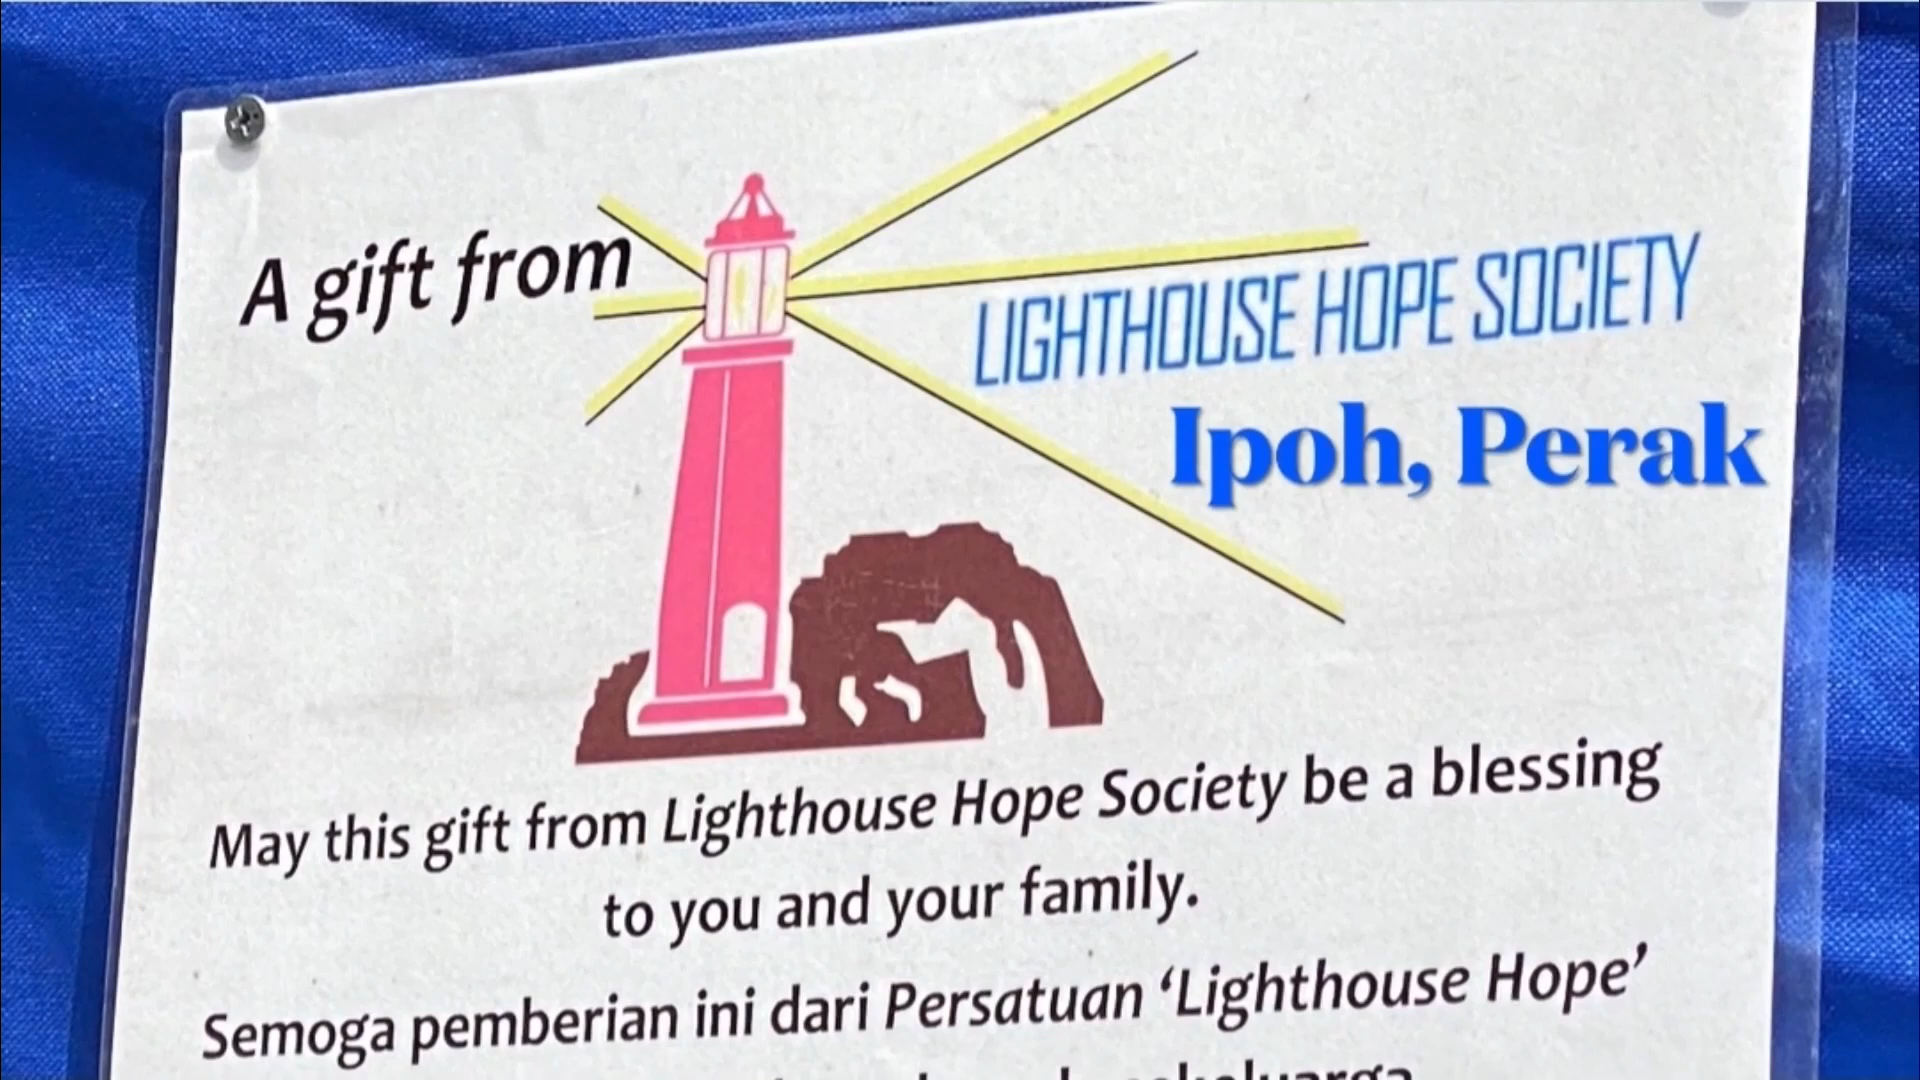 A gift from
LIGHTHOUSE HOPE SOCIETY
Ipoh, Perak
May this gift from Lighthouse Hope Society be a blessing
to you and your family.
Semoga pemberian ini dari Persatuan ‘Lighthouse Hope’